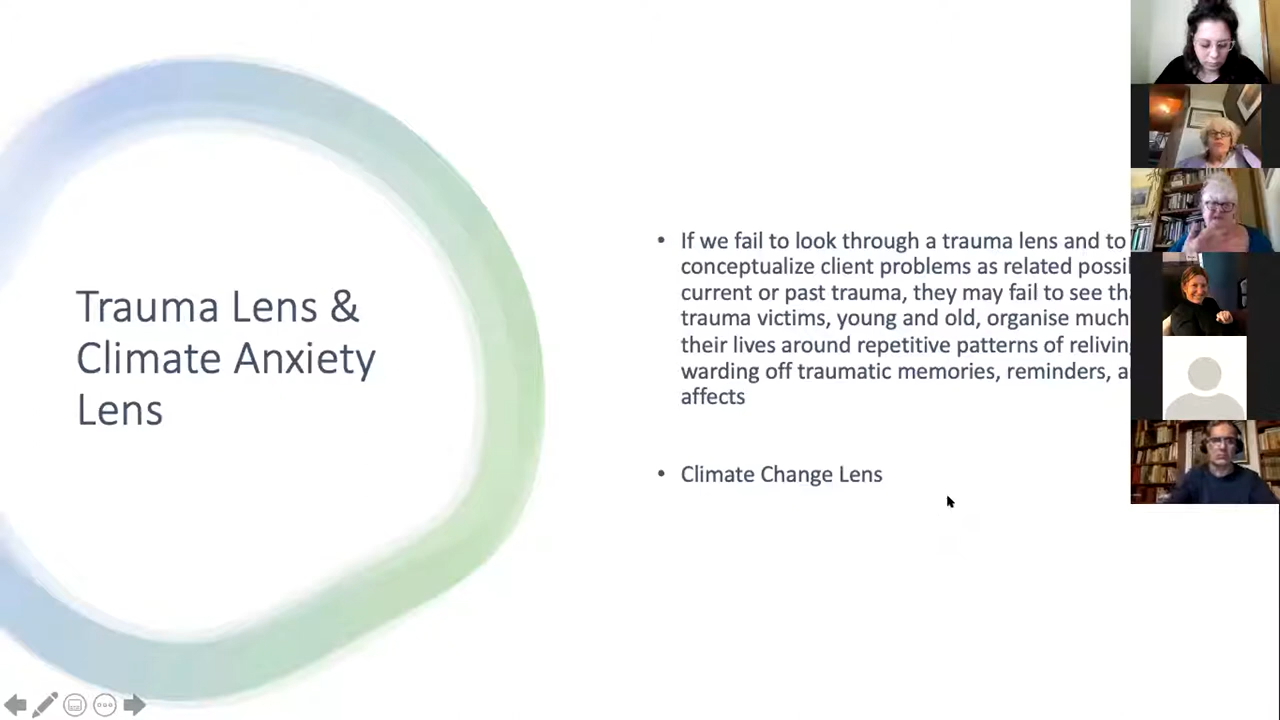 Trauma Lens &
Climate Anxiety
Lens
• If we fail to look through a trauma lens and to
conceptualize client problems as related
current or past trauma, they may fail to see
trauma victims, young and old, organise much
their lives around repetitive patterns of
warding off traumatic memories, reminders,
affects
• Climate Change Lens